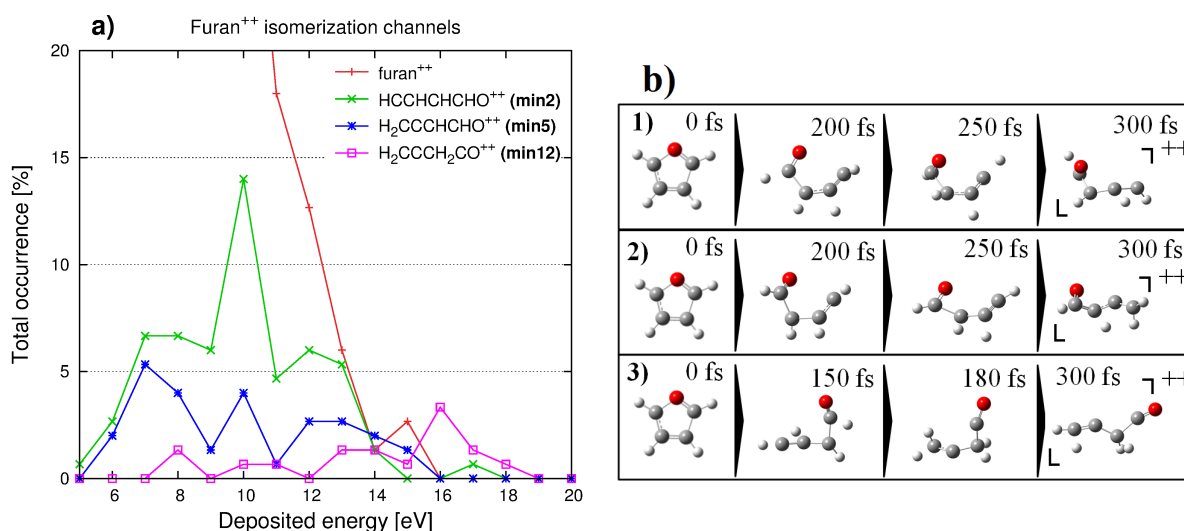 a)
Furan⁺⁺ isomerization channels
furan⁺⁺
HCCHCHCHO⁺⁺ (min2)
H₂CCCHCHO⁺⁺ (min5)
H₂CCCH₂CO⁺⁺ (min12)
Total occurrence [%]
20
15
10
5
0
6 8 10 12 14 16 18 20
Deposited energy [eV]
b)
1) 0 fs 200 fs 250 fs 300 fs
++
2) 0 fs 200 fs 250 fs 300 fs
++
3) 0 fs 150 fs 180 fs 300 fs
++